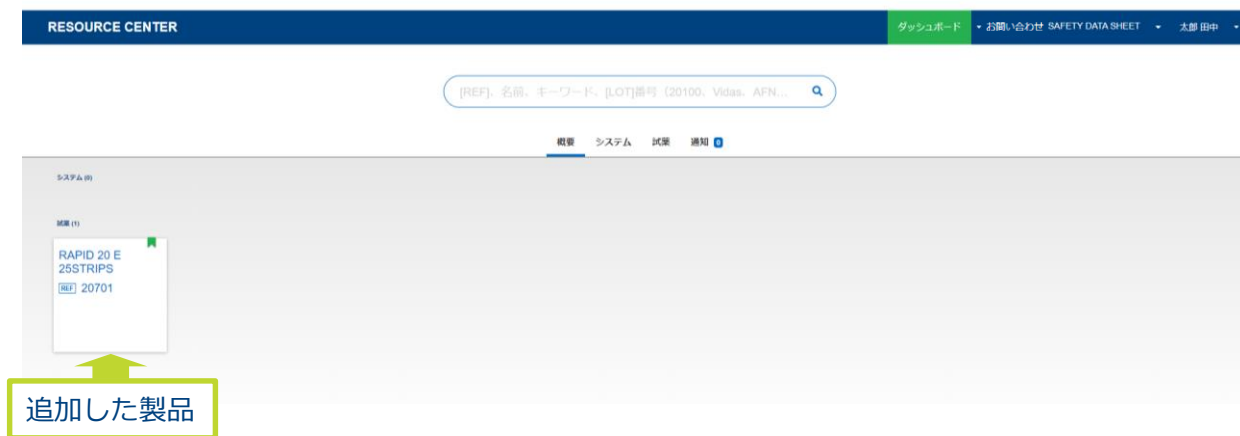 RESOURCE CENTER
ダッシュボード
お問い合わせ SAFETY DATA SHEET
太郎 田中
[REF]、名前、キーワード、[LOT]番号（20100、Vidas、AFN...
概要 システム 試薬 通知 0
システム (0)
試薬 (1)
RAPID 20 E
25STRIPS
REF 20701
追加した製品